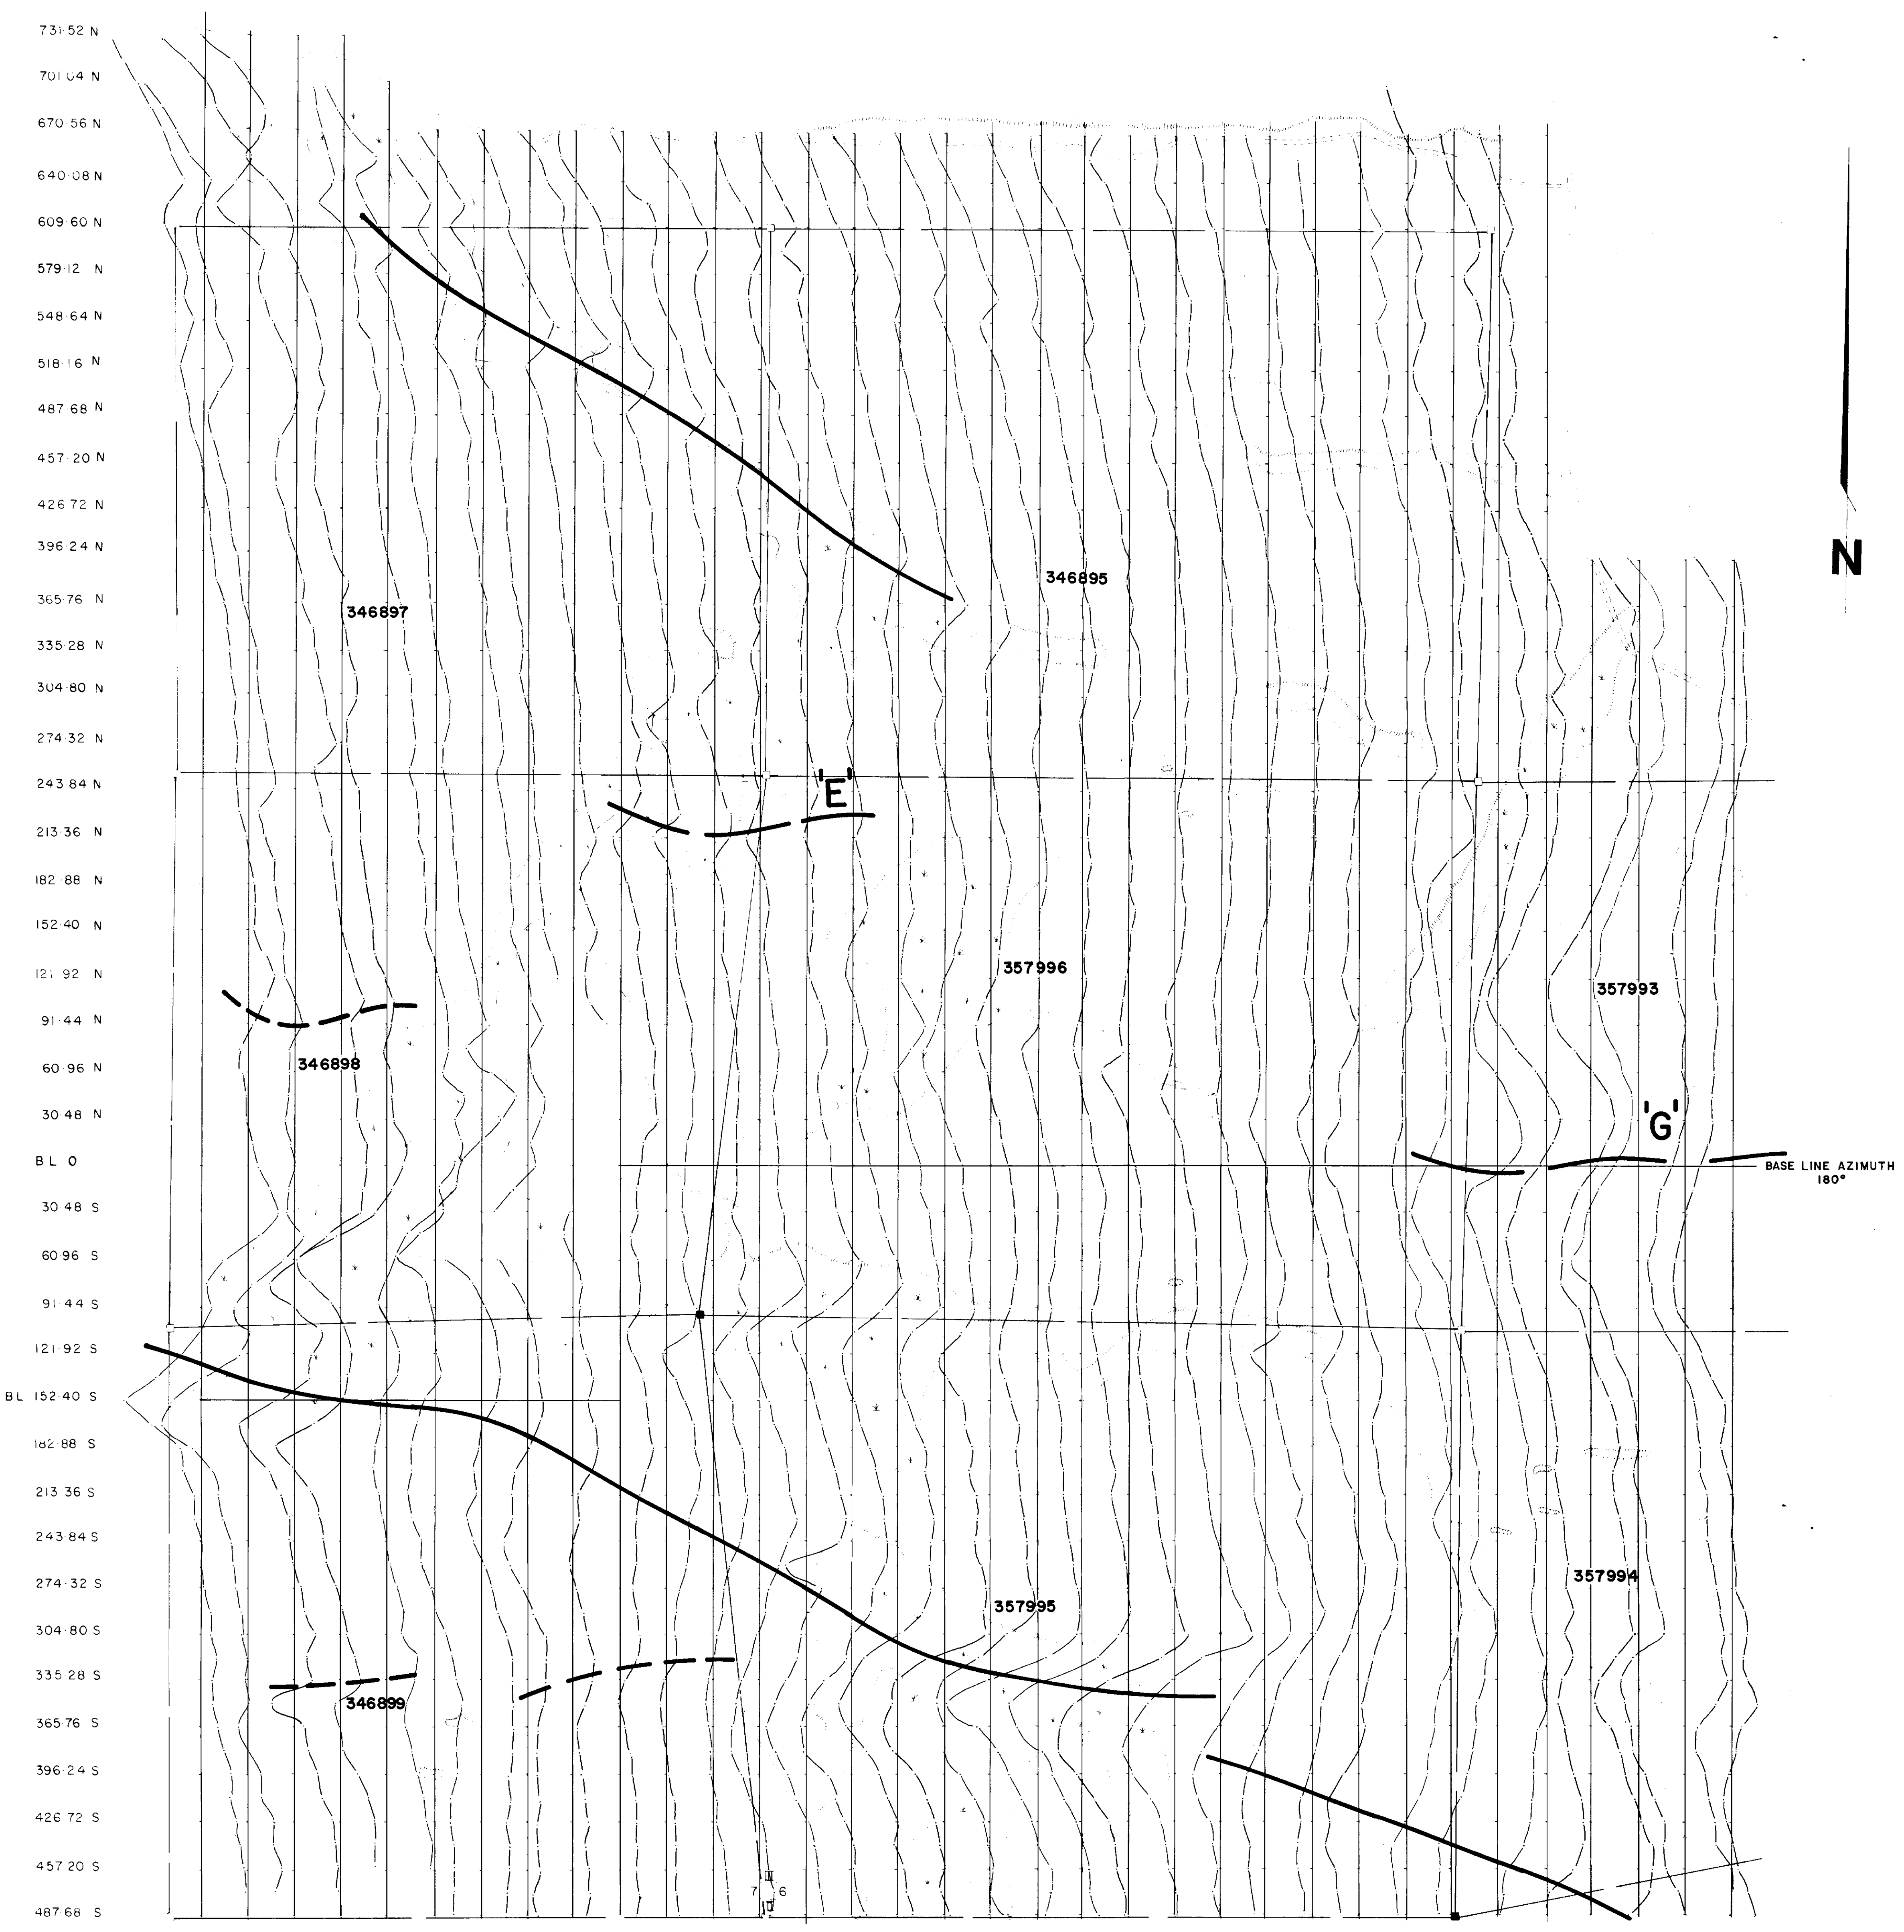 731·52 N
701·04 N
670·56 N
640·08 N
609·60 N
579·12 N
548·64 N
518·16 N
487·68 N
457·20 N
426·72 N
396·24 N
N
346895
365·76 N
346897
335·28 N
304·80 N
274·32 N
243·84 N
'E'
213·36 N
182·88 N
152·40 N
121·92 N
357996
357993
91·44 N
346898
60·96 N
30·48 N
'G'
BL 0
BASE LINE AZIMUTH
180°
30·48 S
60·96 S
91·44 S
121·92 S
BL 152·40 S
182·88 S
213·36 S
243·84 S
274·32 S
357994
357995
304·80 S
335·28 S
346899
365·76 S
396·24 S
426·72 S
457·20 S
7 6
487·68 S